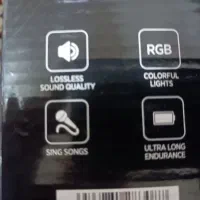 RGB
LOSSLESS
SOUND QUALITY
COLORFUL
LIGHTS
SING SONGS
ULTRA LONG
ENDURANCE